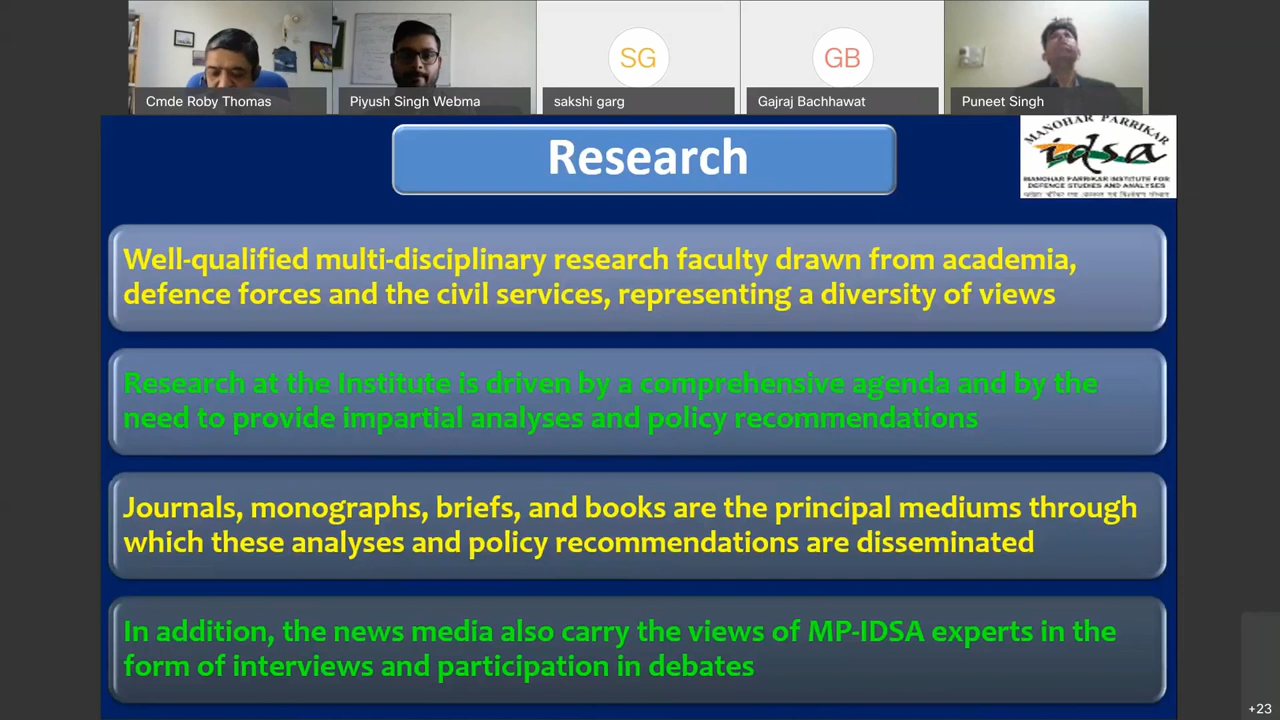 SG
GB
Cmde Roby Thomas
Piyush Singh Webma
sakshi garg
Gajraj Bachhawat
Puneet Singh
Research
MANOHAR PARRIKAR
idsa
MANOHAR PARRIKAR INSTITUTE FOR
DEFENCE STUDIES AND ANALYSES
Well-qualified multi-disciplinary research faculty drawn from academia,
defence forces and the civil services, representing a diversity of views
Research at the Institute is driven by a comprehensive agenda and by the
need to provide impartial analyses and policy recommendations
Journals, monographs, briefs, and books are the principal mediums through
which these analyses and policy recommendations are disseminated
In addition, the news media also carry the views of MP-IDSA experts in the
form of interviews and participation in debates
+23